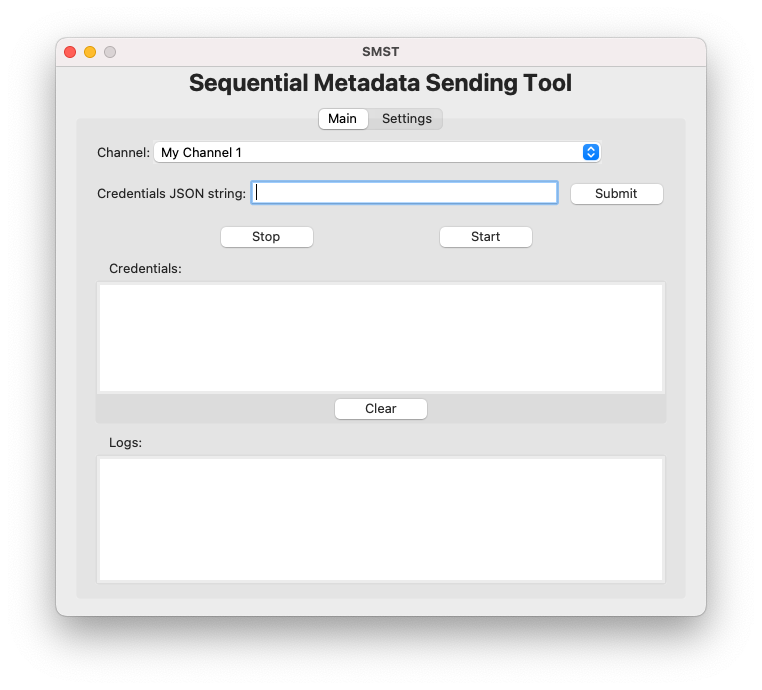 SMST
Sequential Metadata Sending Tool
Main Settings
Channel: My Channel 1
Credentials JSON string: Submit
Stop Start
Credentials:
Clear
Logs: